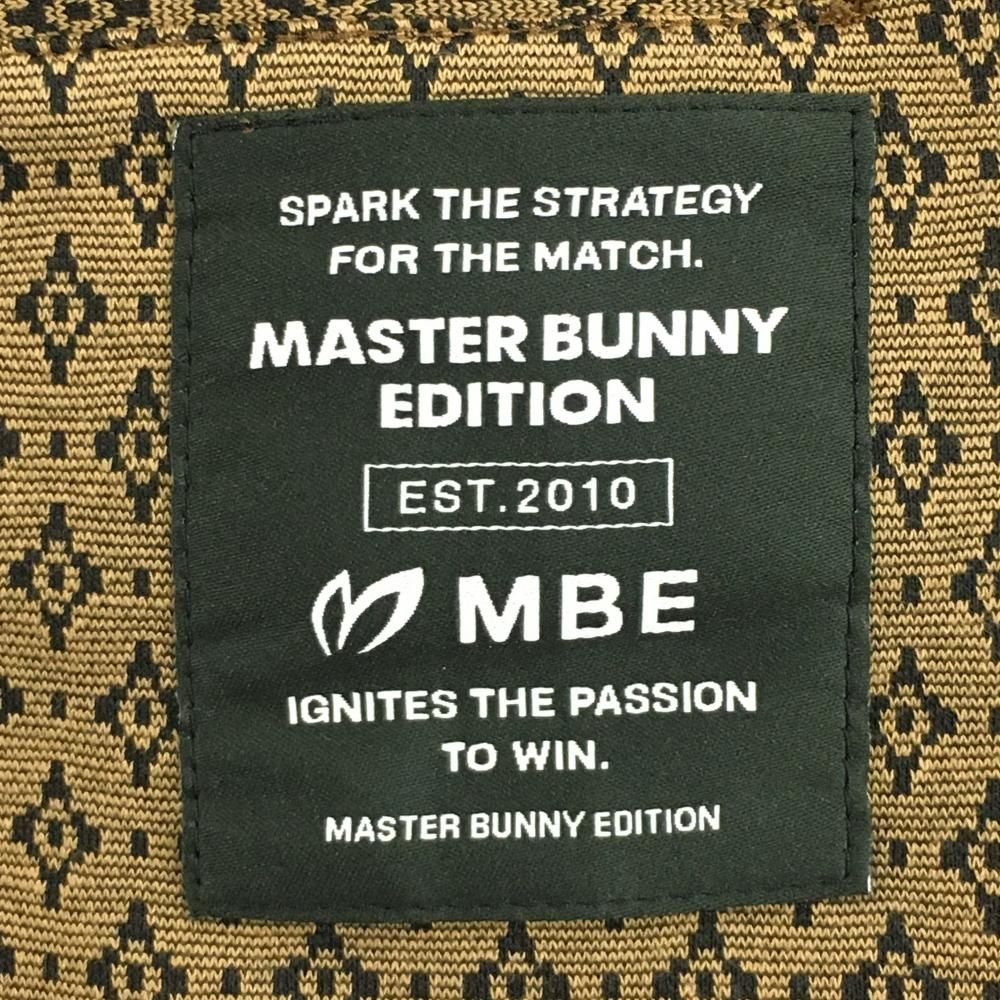 SPARK THE STRATEGY
FOR THE MATCH.
MASTER BUNNY
EDITION
EST.2010
MBE
IGNITES THE PASSION
TO WIN.
MASTER BUNNY EDITION